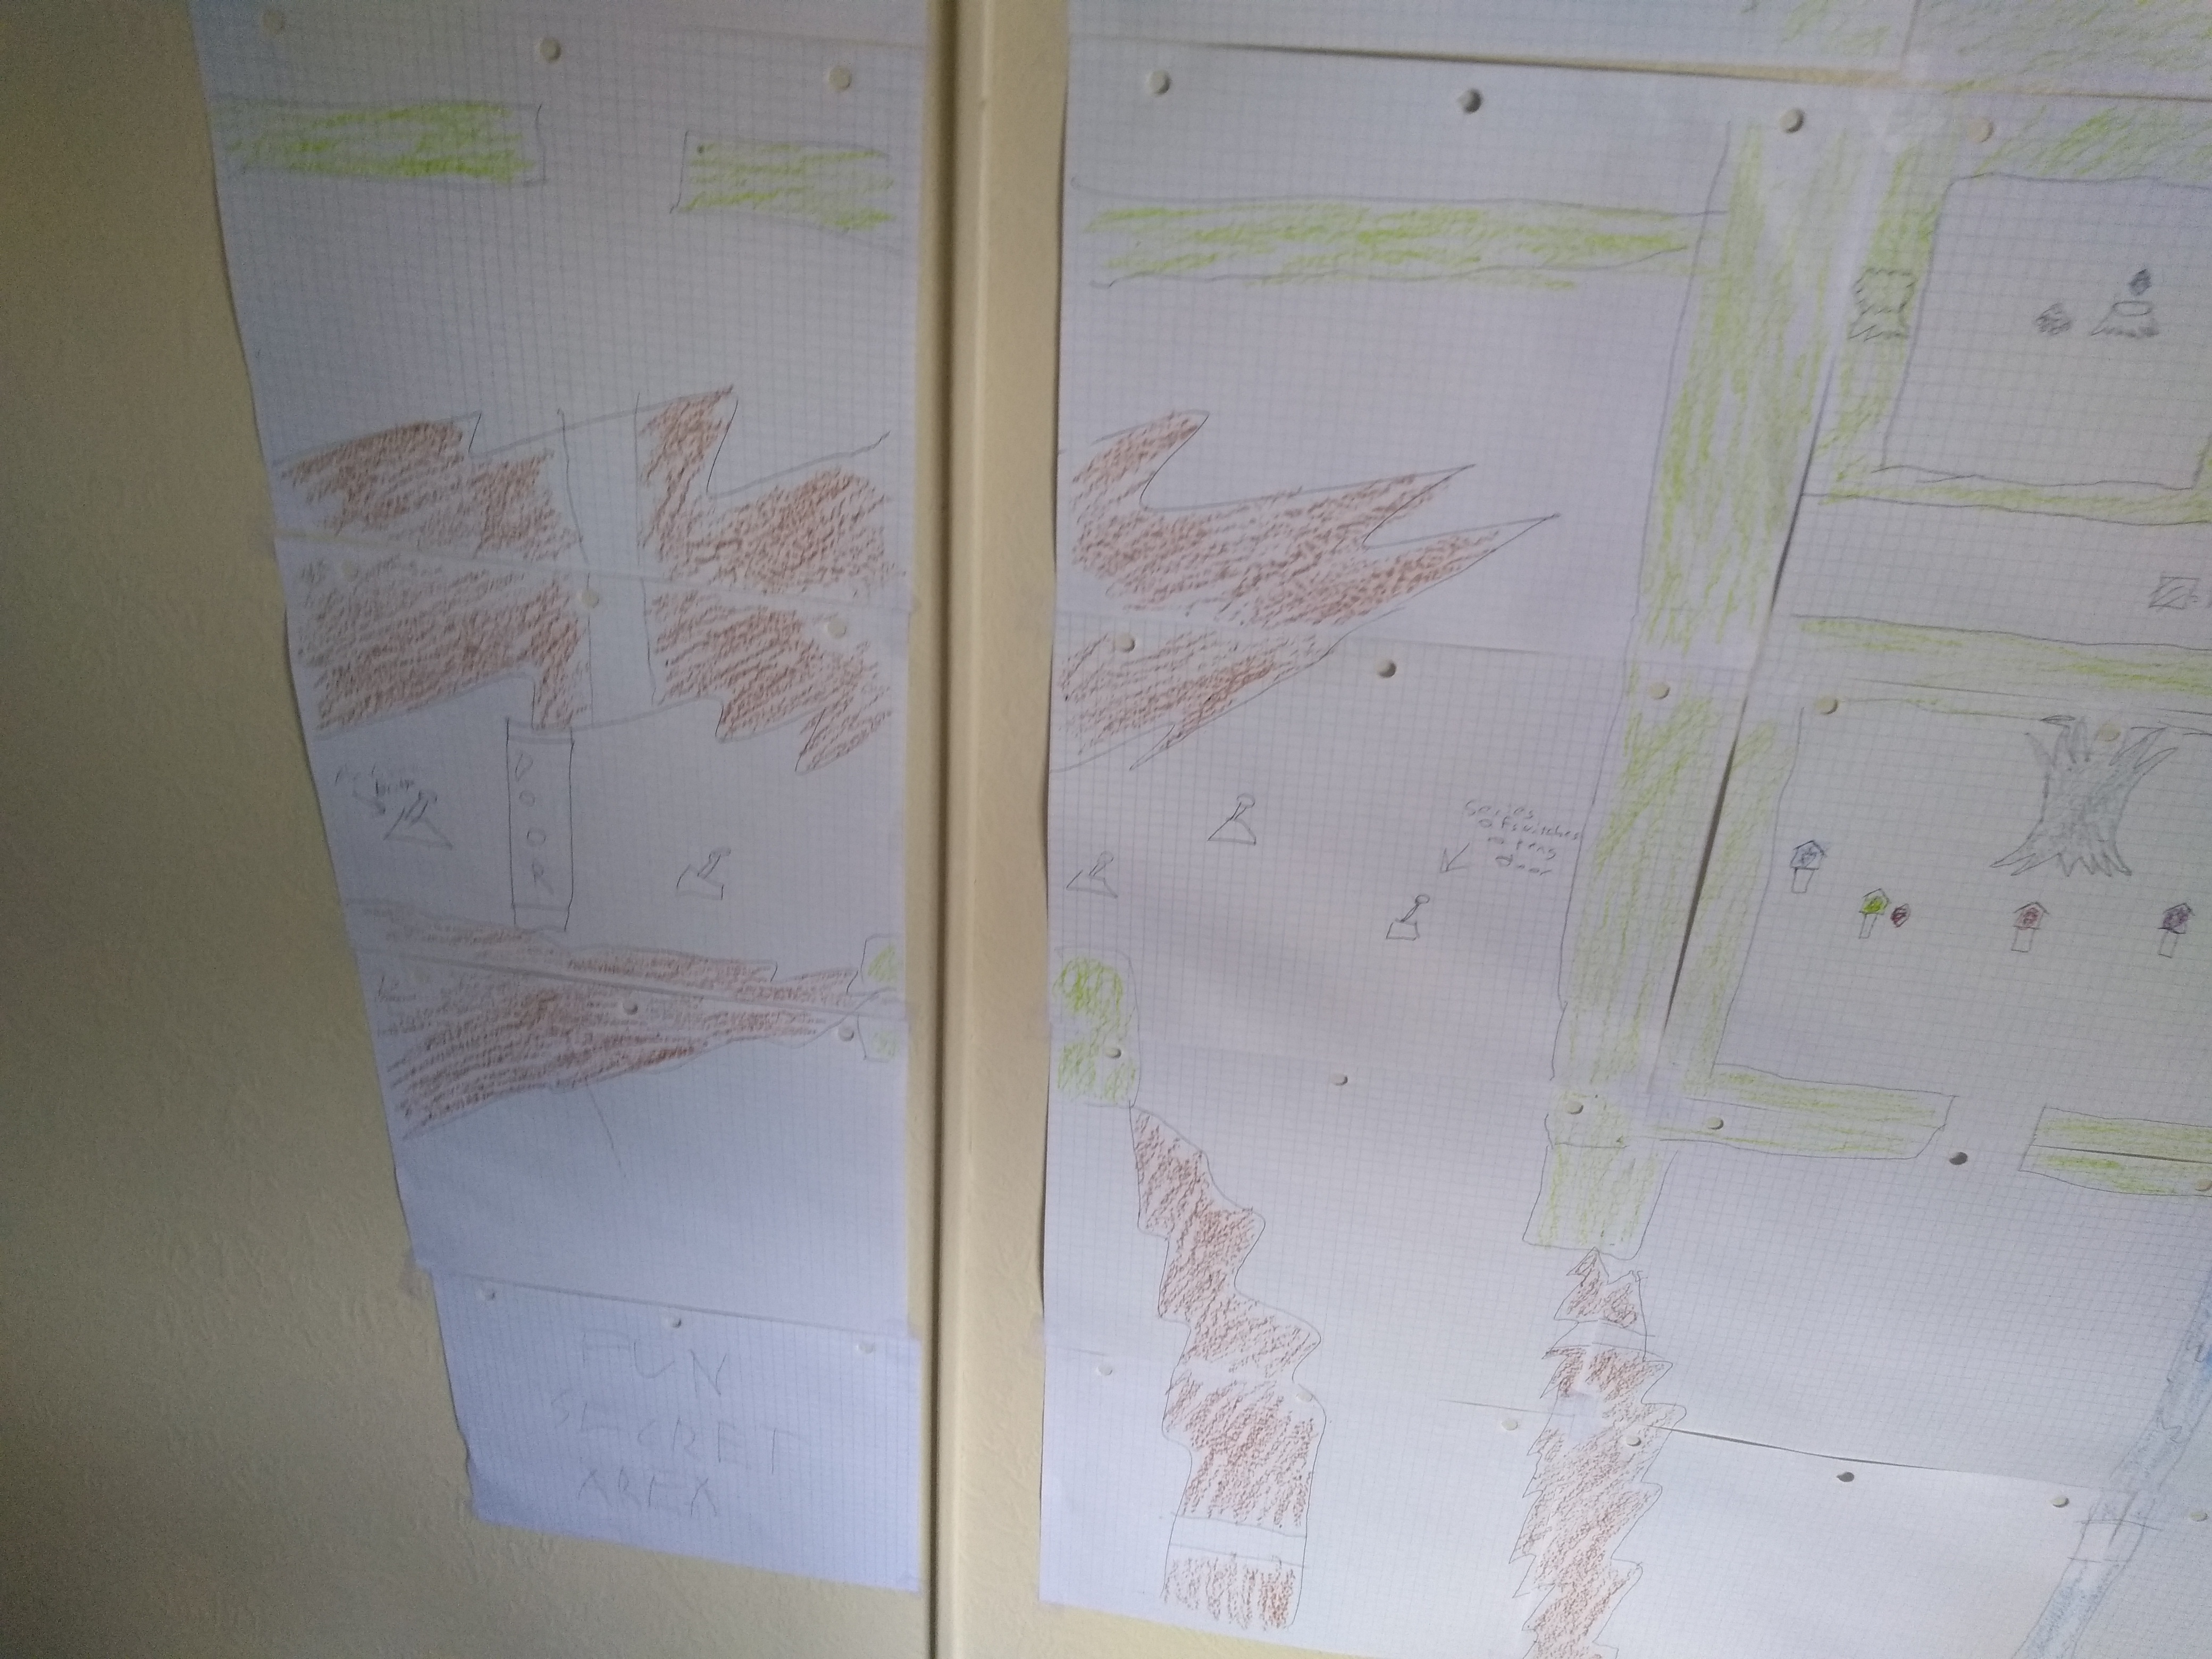 DOOR
Series
of switches
opens
door
FUN
SECRET
AREA